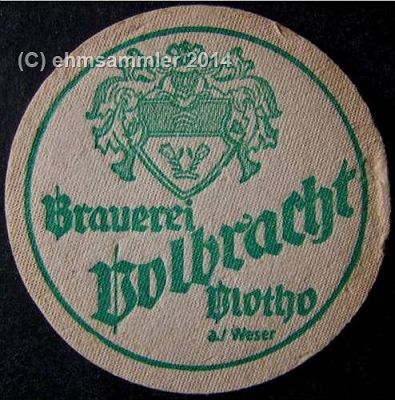 (C) ehmsammler 2014
Brauerei
Volbracht
Vlotho
a./Weser